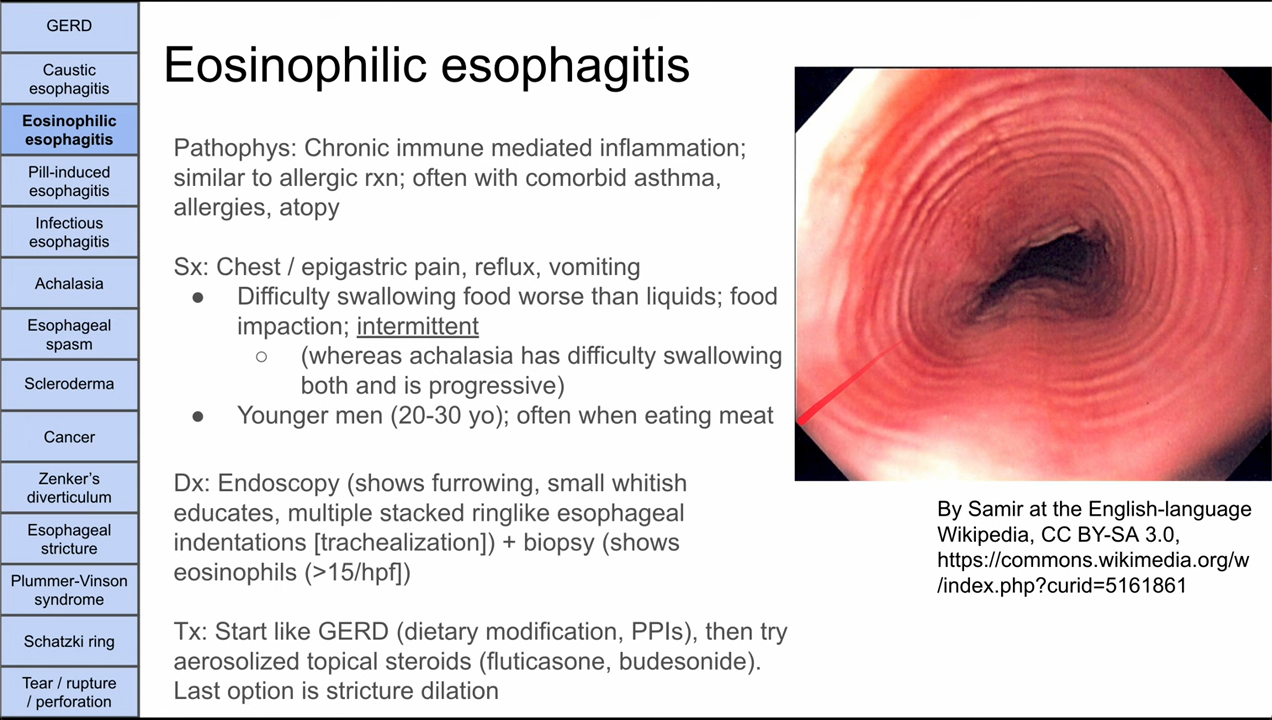 GERD
Caustic
esophagitis
Eosinophilic
esophagitis
Pill-induced
esophagitis
Infectious
esophagitis
Achalasia
Esophageal
spasm
Scleroderma
Cancer
Zenker's
diverticulum
Esophageal
stricture
Plummer-Vinson
syndrome
Schatzki ring
Tear / rupture
/ perforation
Eosinophilic esophagitis
Pathophys: Chronic immune mediated inflammation;
similar to allergic rxn; often with comorbid asthma,
allergies, atopy
Sx: Chest / epigastric pain, reflux, vomiting
● Difficulty swallowing food worse than liquids; food
impaction; intermittent
○ (whereas achalasia has difficulty swallowing
both and is progressive)
● Younger men (20-30 yo); often when eating meat
Dx: Endoscopy (shows furrowing, small whitish
educates, multiple stacked ringlike esophageal
indentations [trachealization]) + biopsy (shows
eosinophils (>15/hpf])
Tx: Start like GERD (dietary modification, PPIs), then try
aerosolized topical steroids (fluticasone, budesonide).
Last option is stricture dilation
By Samir at the English-language
Wikipedia, CC BY-SA 3.0,
https://commons.wikimedia.org/w
/index.php?curid=5161861